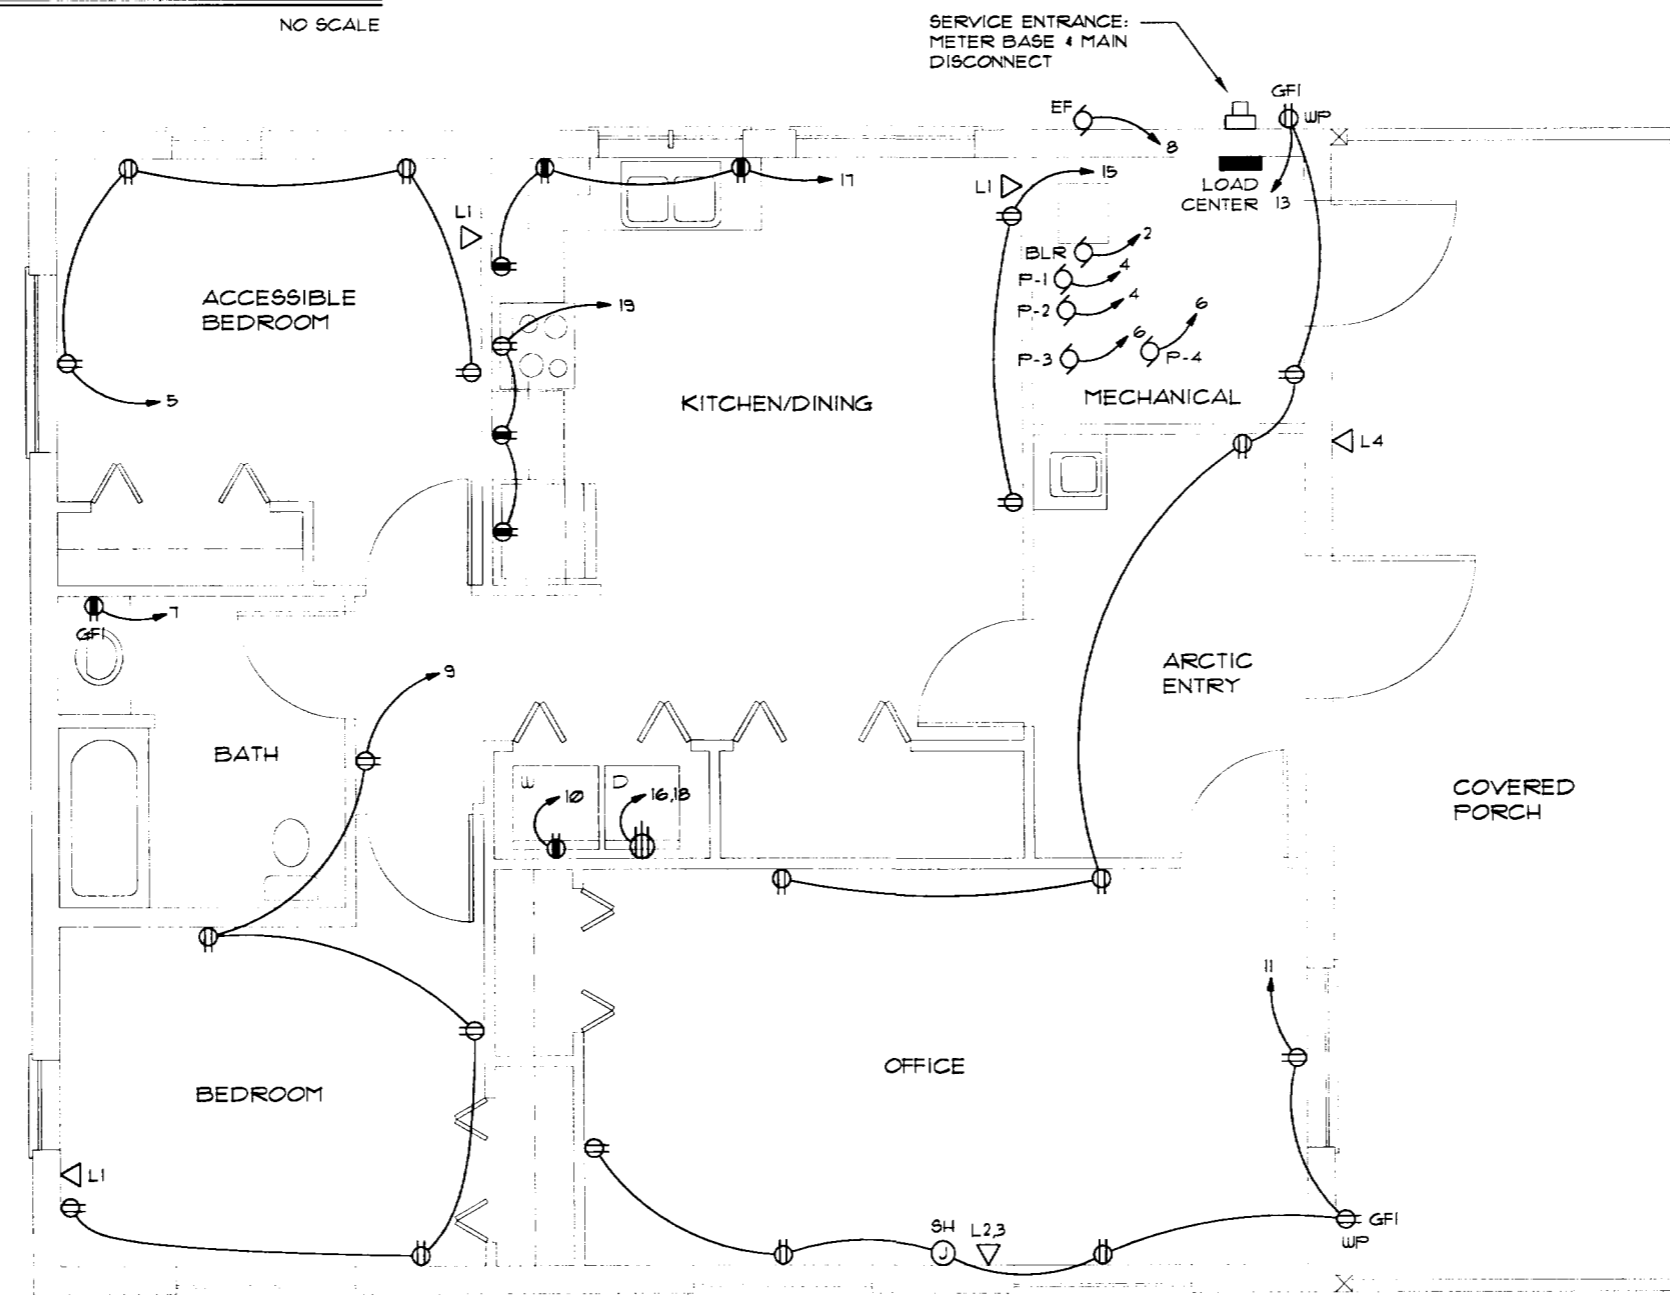 NO SCALE
SERVICE ENTRANCE:
METER BASE & MAIN
DISCONNECT
GFI
WP
EF
8
17
L1
15
LOAD
CENTER
13
L1
BLR
2
P-1
4
P-2
4
P-3
6
P-4
6
MECHANICAL
ACCESSIBLE
BEDROOM
19
KITCHEN/DINING
5
L4
7
GFI
9
ARCTIC
ENTRY
BATH
W
10
D
16,18
COVERED
PORCH
11
OFFICE
BEDROOM
L1
SH
J
L2,3
GFI
WP